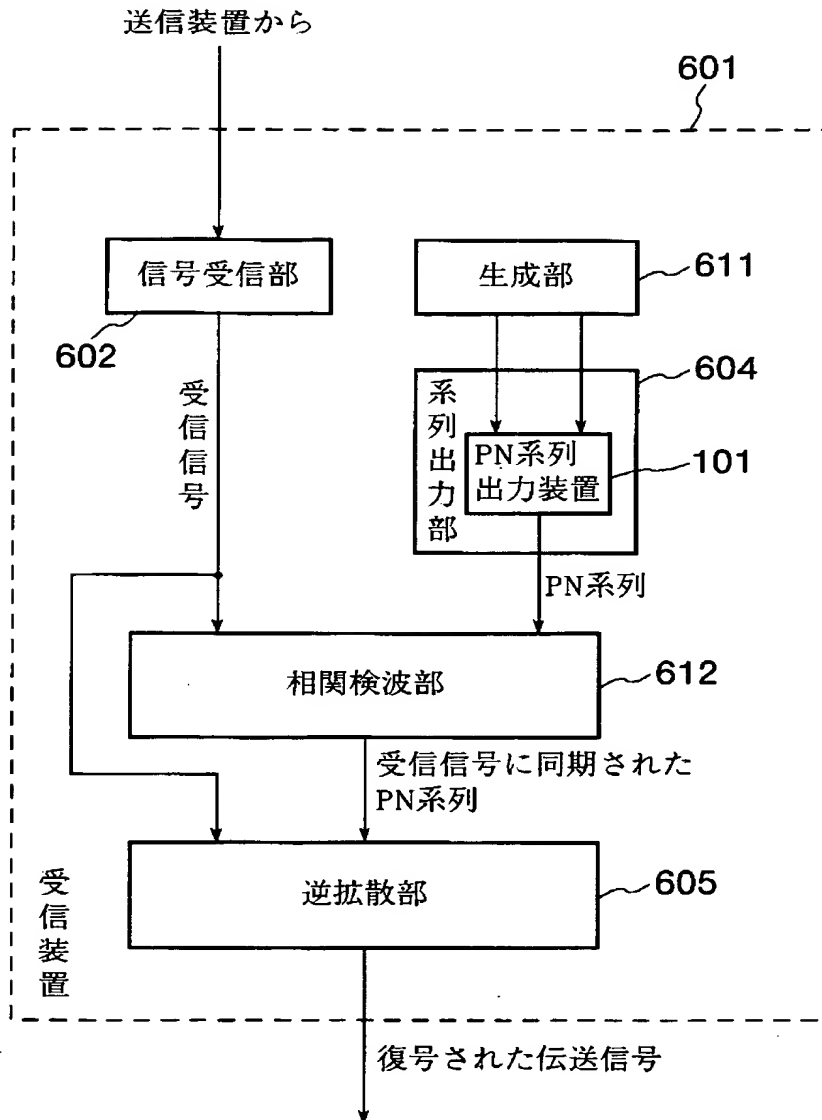 送信装置から
601
信号受信部
生成部
611
602
604
受信信号
系列出力部
PN系列
出力装置
101
PN系列
相関検波部
612
受信信号に同期された
PN系列
逆拡散部
605
受信装置
復号された伝送信号